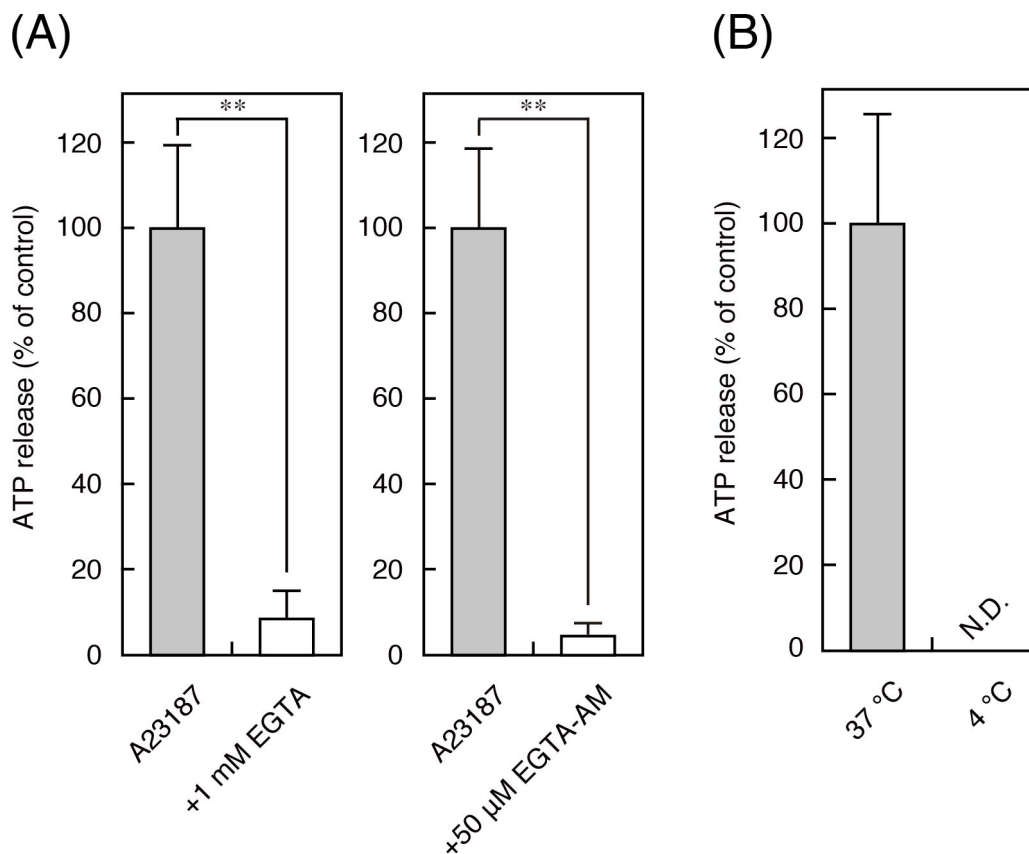 (A)
(B)
ATP release (% of control)
120
100
80
60
40
20
0
**
A23187
+1 mM EGTA
120
100
80
60
40
20
0
**
A23187
+50 µM EGTA-AM
ATP release (% of control)
120
100
80
60
40
20
0
N.D.
37 °C
4 °C